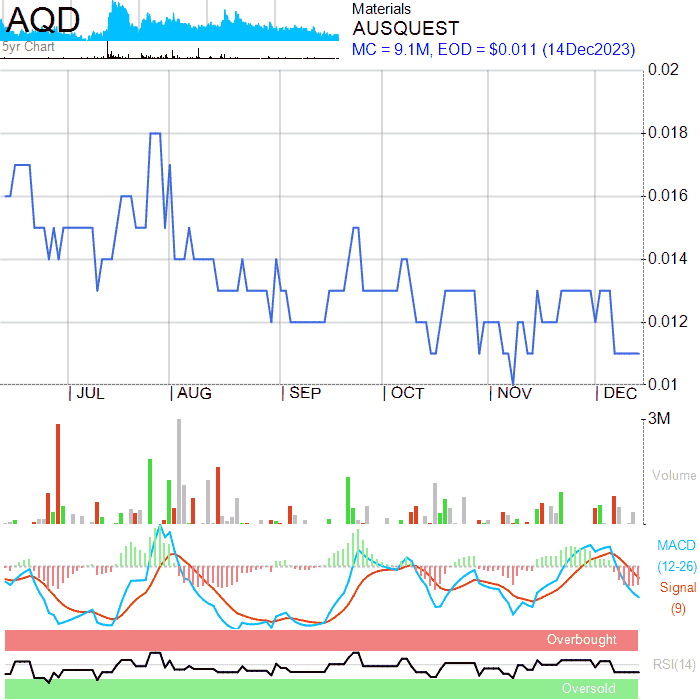 AQD
5yr Chart
Materials
AUSQUEST
MC = 9.1M, EOD = $0.011 (14Dec2023)
0.02
0.018
0.016
0.014
0.012
0.01
JUL AUG SEP OCT NOV DEC
3M
Volume
MACD
(12-26)
Signal
(9)
Overbought
RSI(14)
Oversold